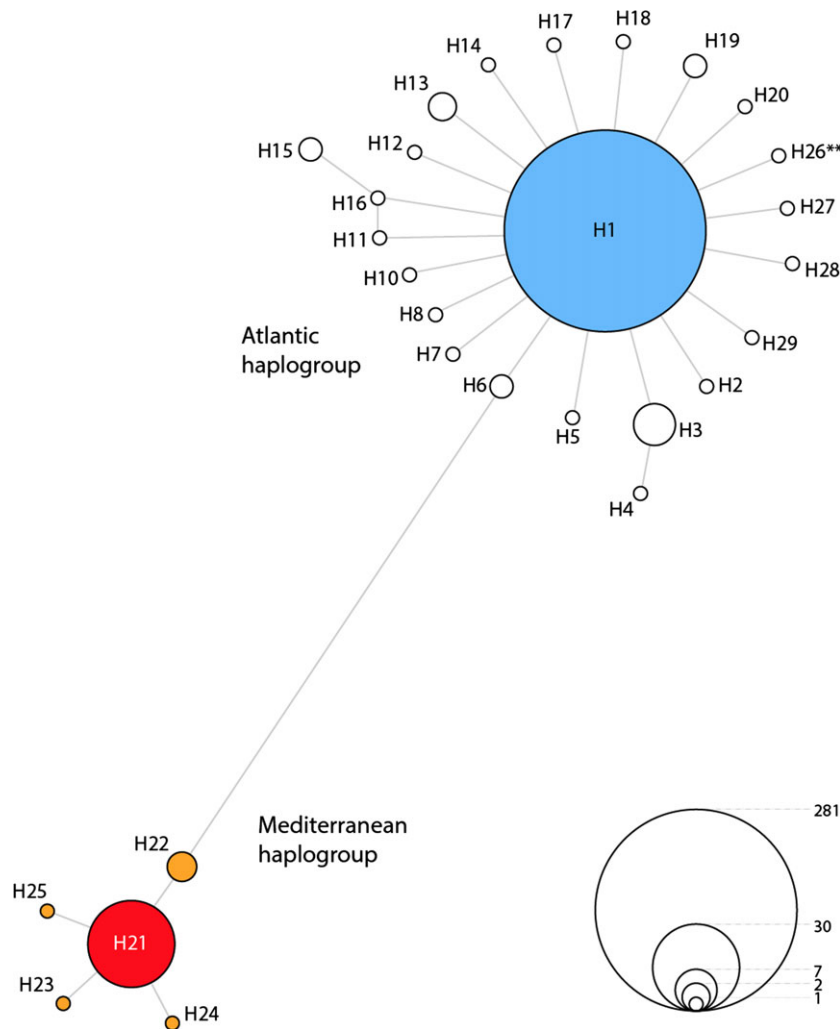 H17
H18
H14
H19
H13
H20
H15
H12
H26**
H16
H27
H1
H11
H28
H10
H8
Atlantic
haplogroup
H7
H29
H6
H2
H5
H3
H4
Mediterranean
haplogroup
H22
H25
H21
H23
H24
281
30
7
2
1